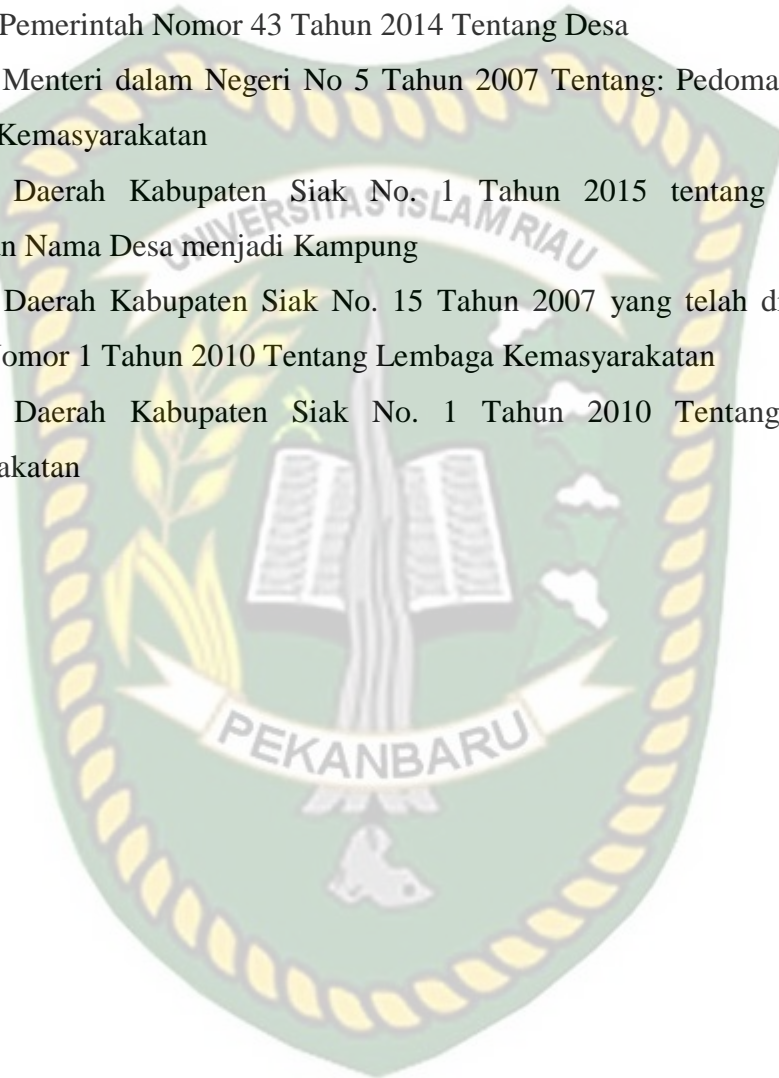 Pemerintah Nomor 43 Tahun 2014 Tentang Desa
Menteri dalam Negeri No 5 Tahun 2007 Tentang: Pedoma
Kemasyarakatan
Daerah Kabupaten Siak No. 1 Tahun 2015 tentang
n Nama Desa menjadi Kampung
Daerah Kabupaten Siak No. 15 Tahun 2007 yang telah di
Nomor 1 Tahun 2010 Tentang Lembaga Kemasyarakatan
Daerah Kabupaten Siak No. 1 Tahun 2010 Tentang
akatan
UNIVERSITAS ISLAM RIAU
PEKANBARU